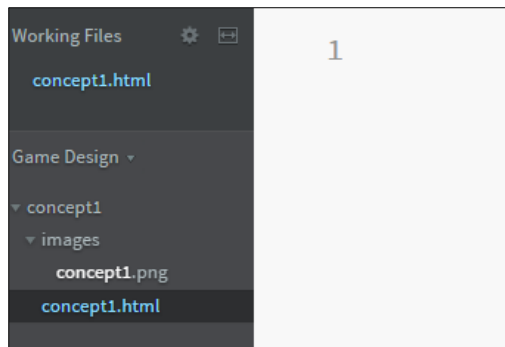 Working Files
concept1.html
Game Design
concept1
images
concept1.png
concept1.html
1